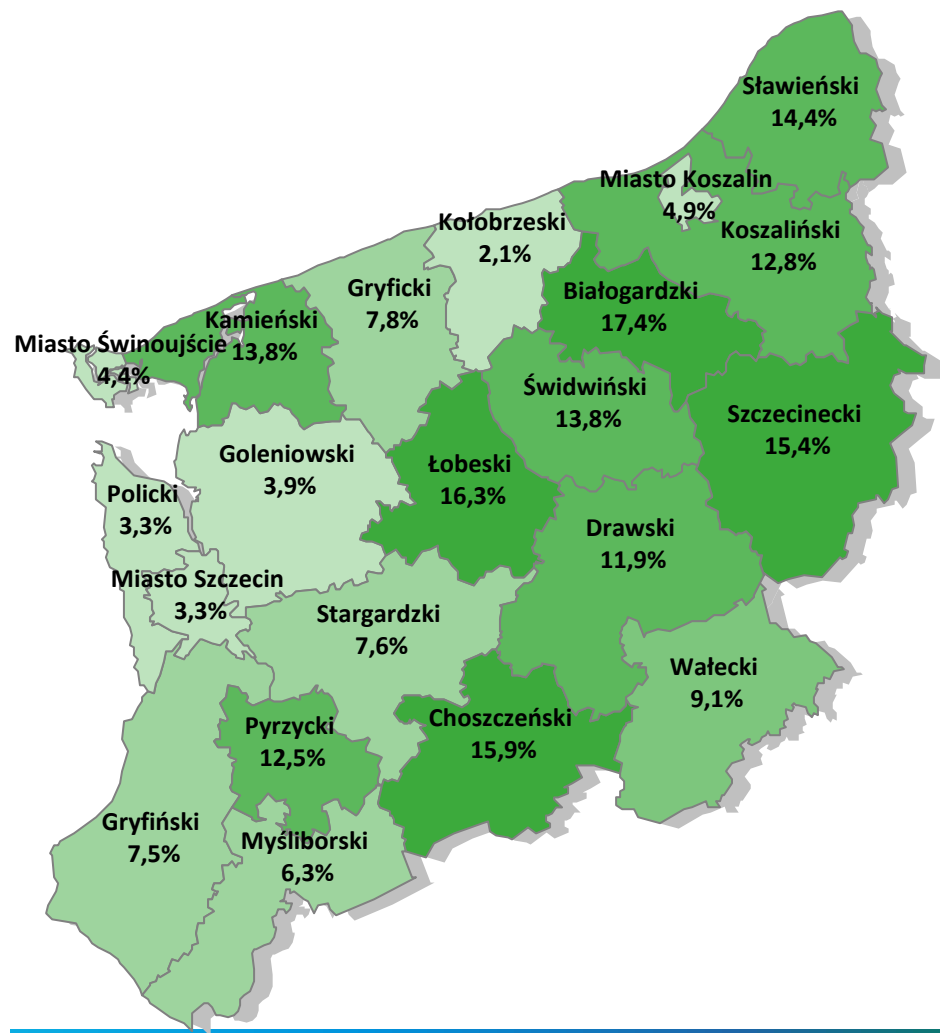 Sławieński
14,4%
Miasto Koszalin
4,9%
Kołobrzeski
2,1%
Koszaliński
12,8%
Gryficki
7,8%
Białogardzki
17,4%
Kamieński
13,8%
Miasto Świnoujście
4,4%
Świdwiński
13,8%
Szczecinecki
15,4%
Goleniowski
3,9%
Łobeski
16,3%
Policki
3,3%
Drawski
11,9%
Miasto Szczecin
3,3%
Stargardzki
7,6%
Wałecki
9,1%
Pyrzycki
12,5%
Choszczeński
15,9%
Gryfiński
7,5%
Myśliborski
6,3%